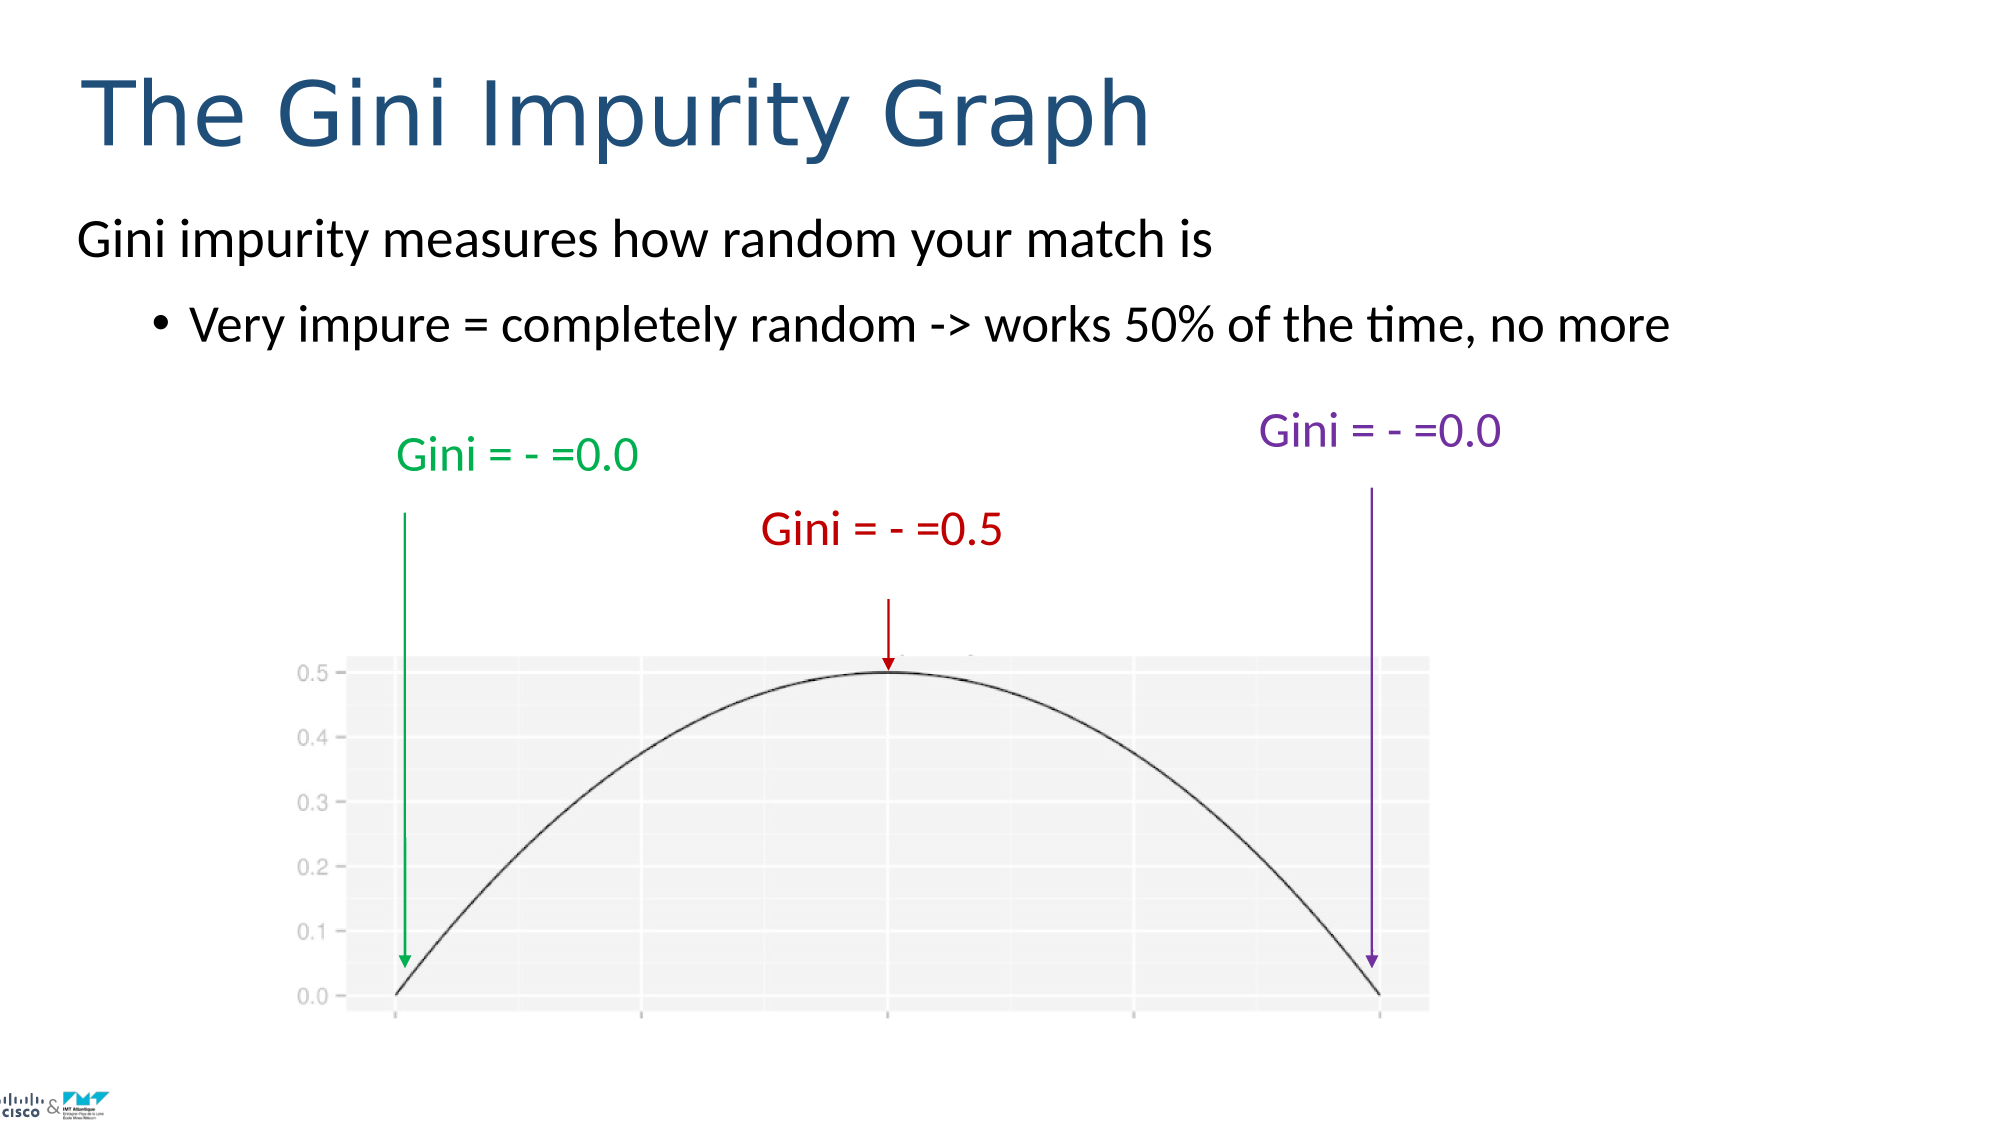 The Gini Impurity Graph
Gini impurity measures how random your match is
• Very impure = completely random -> works 50% of the time, no more
Gini = - =0.0
Gini = - =0.0
Gini = - =0.5
0.5
0.4
0.3
0.2
0.1
0.0
CISCO & IMT Atlantique